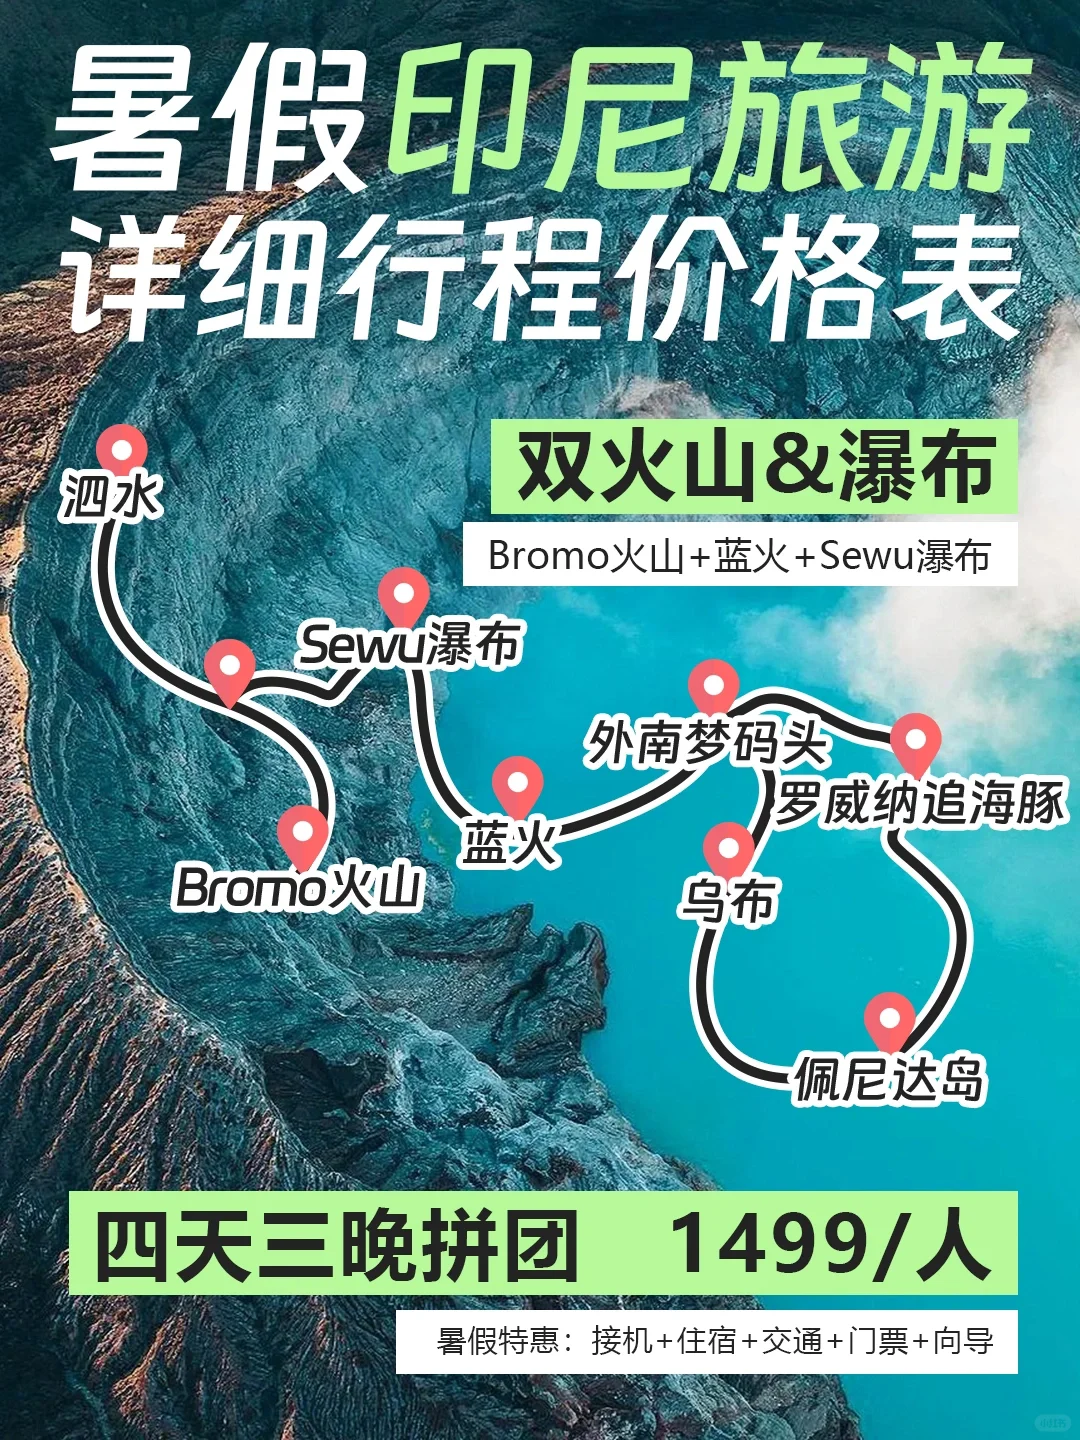 暑假印尼旅游
详细行程价格表
双火山&瀑布
Bromo火山+蓝火+Sewu瀑布
泗水
Sewu瀑布
外南梦码头
罗威纳追海豚
蓝火
Bromo火山
乌布
佩尼达岛
四天三晚拼团 1499/人
暑假特惠：接机+住宿+交通+门票+向导
小红书